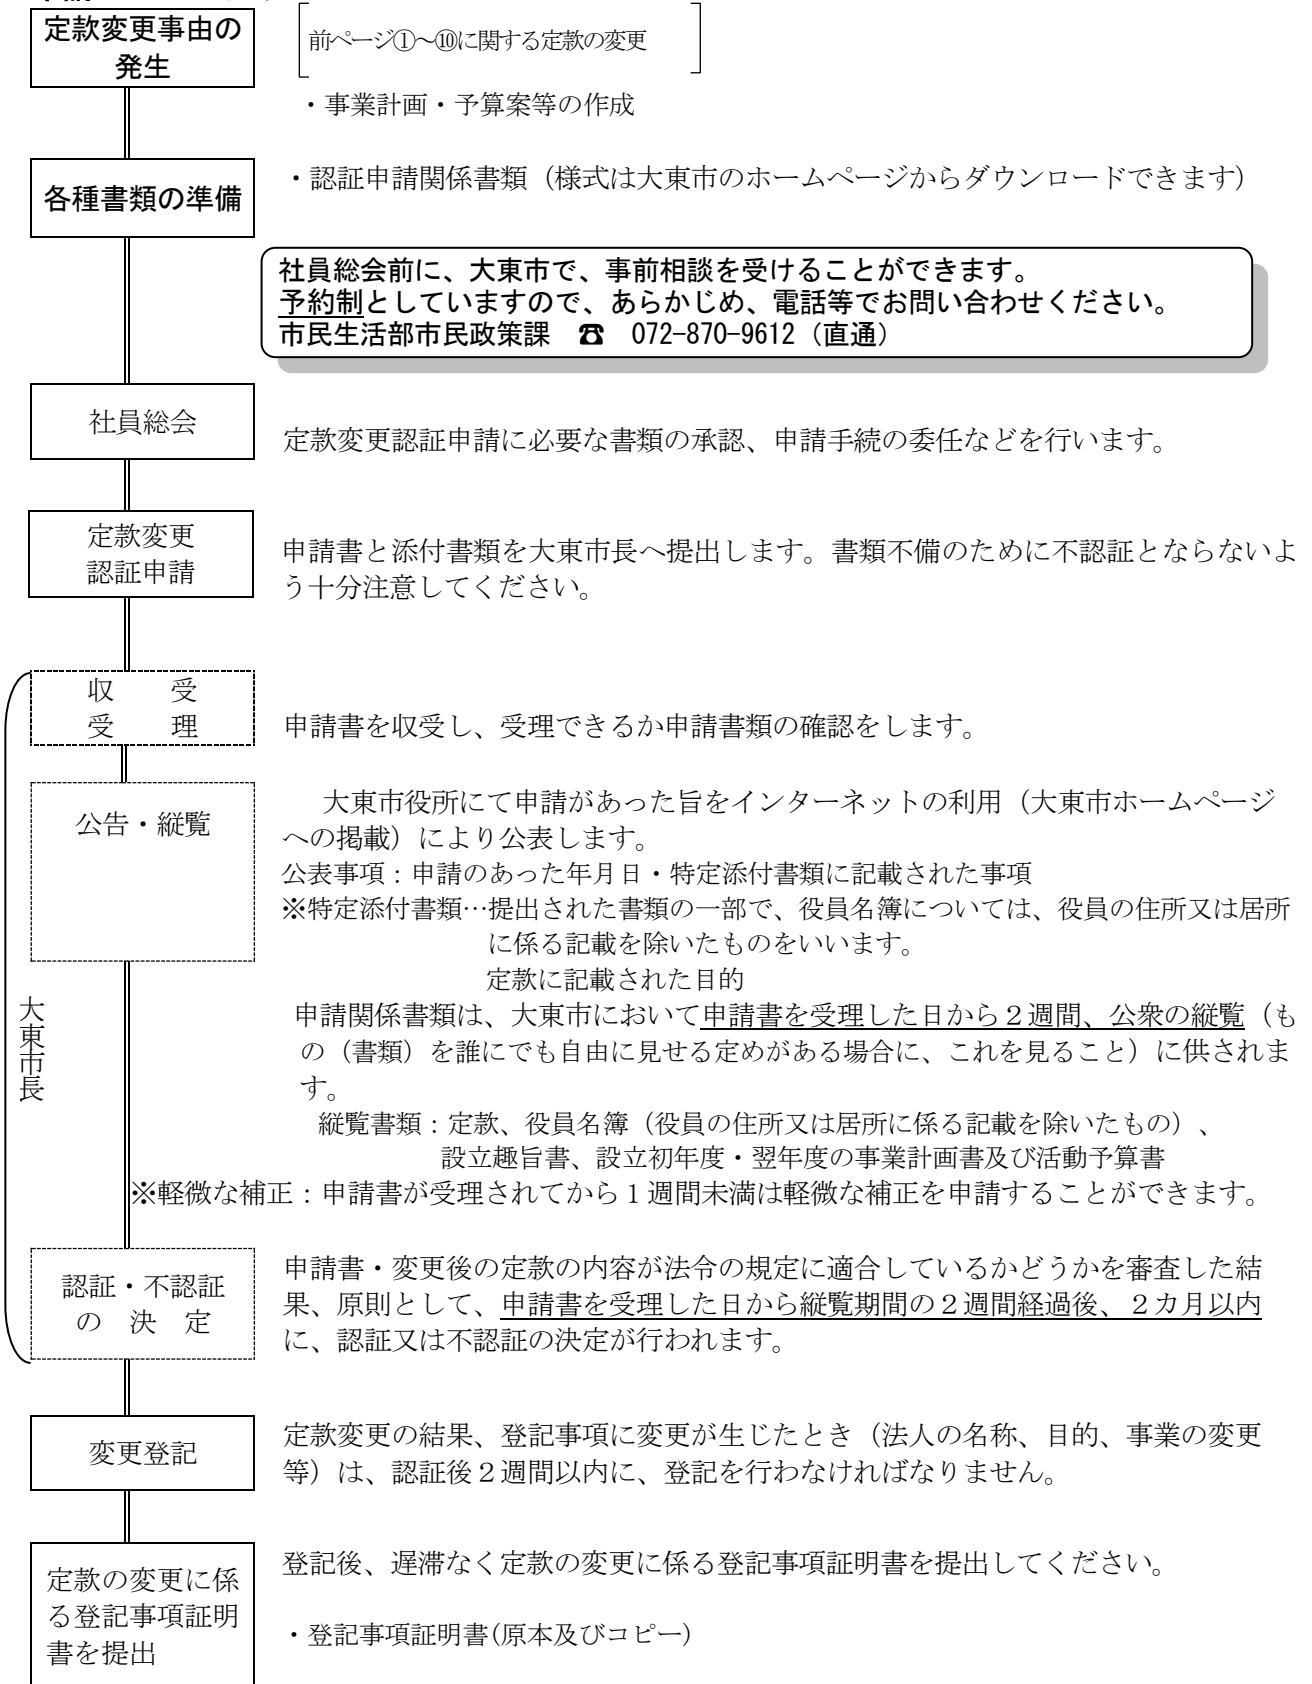 定款変更事由の
発生
前ページ①～⑩に関する定款の変更
・事業計画・予算案等の作成
各種書類の準備
・認証申請関係書類（様式は大東市のホームページからダウンロードできます）
社員総会前に、大東市で、事前相談を受けることができます。
予約制としていますので、あらかじめ、電話等でお問い合わせください。
市民生活部市民政策課　☎　072-870-9612（直通）
社員総会
定款変更認証申請に必要な書類の承認、申請手続の委任などを行います。
定款変更
認証申請
申請書と添付書類を大東市長へ提出します。書類不備のために不認証とならないよ
う十分注意してください。
収　　受
受　　理
申請書を収受し、受理できるか申請書類の確認をします。
公告・縦覧
大東市役所にて申請があった旨をインターネットの利用（大東市ホームページ
への掲載）により公表します。
公表事項：申請のあった年月日・特定添付書類に記載された事項
※特定添付書類…提出された書類の一部で、役員名簿については、役員の住所又は居所
に係る記載を除いたものをいいます。
定款に記載された目的
大東市長
申請関係書類は、大東市において申請書を受理した日から２週間、公衆の縦覧（も
の（書類）を誰にでも自由に見せる定めがある場合に、これを見ること）に供されま
す。
縦覧書類：定款、役員名簿（役員の住所又は居所に係る記載を除いたもの）、
設立趣旨書、設立初年度・翌年度の事業計画書及び活動予算書
※軽微な補正：申請書が受理されてから１週間未満は軽微な補正を申請することができます。
認証・不認証
の　決　定
申請書・変更後の定款の内容が法令の規定に適合しているかどうかを審査した結
果、原則として、申請書を受理した日から縦覧期間の２週間経過後、２カ月以内
に、認証又は不認証の決定が行われます。
変更登記
定款変更の結果、登記事項に変更が生じたとき（法人の名称、目的、事業の変更
等）は、認証後２週間以内に、登記を行わなければなりません。
定款の変更に係
る登記事項証明
書を提出
登記後、遅滞なく定款の変更に係る登記事項証明書を提出してください。
・登記事項証明書(原本及びコピー)